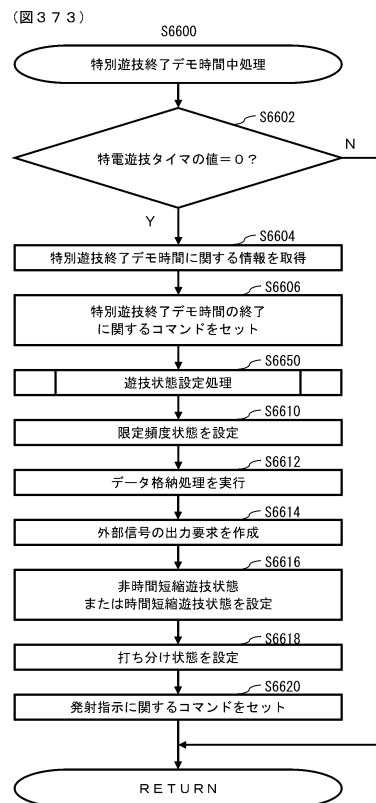 (図373)
S6600
特別遊技終了デモ時間中処理
S6602
特電遊技タイマの値=0?
N
Y
S6604
特別遊技終了デモ時間に関する情報を取得
S6606
特別遊技終了デモ時間の終了
に関するコマンドをセット
S6650
遊技状態設定処理
S6610
限定頻度状態を設定
S6612
データ格納処理を実行
S6614
外部信号の出力要求を作成
S6616
非時間短縮遊技状態
または時間短縮遊技状態を設定
S6618
打ち分け状態を設定
S6620
発射指示に関するコマンドをセット
RETURN